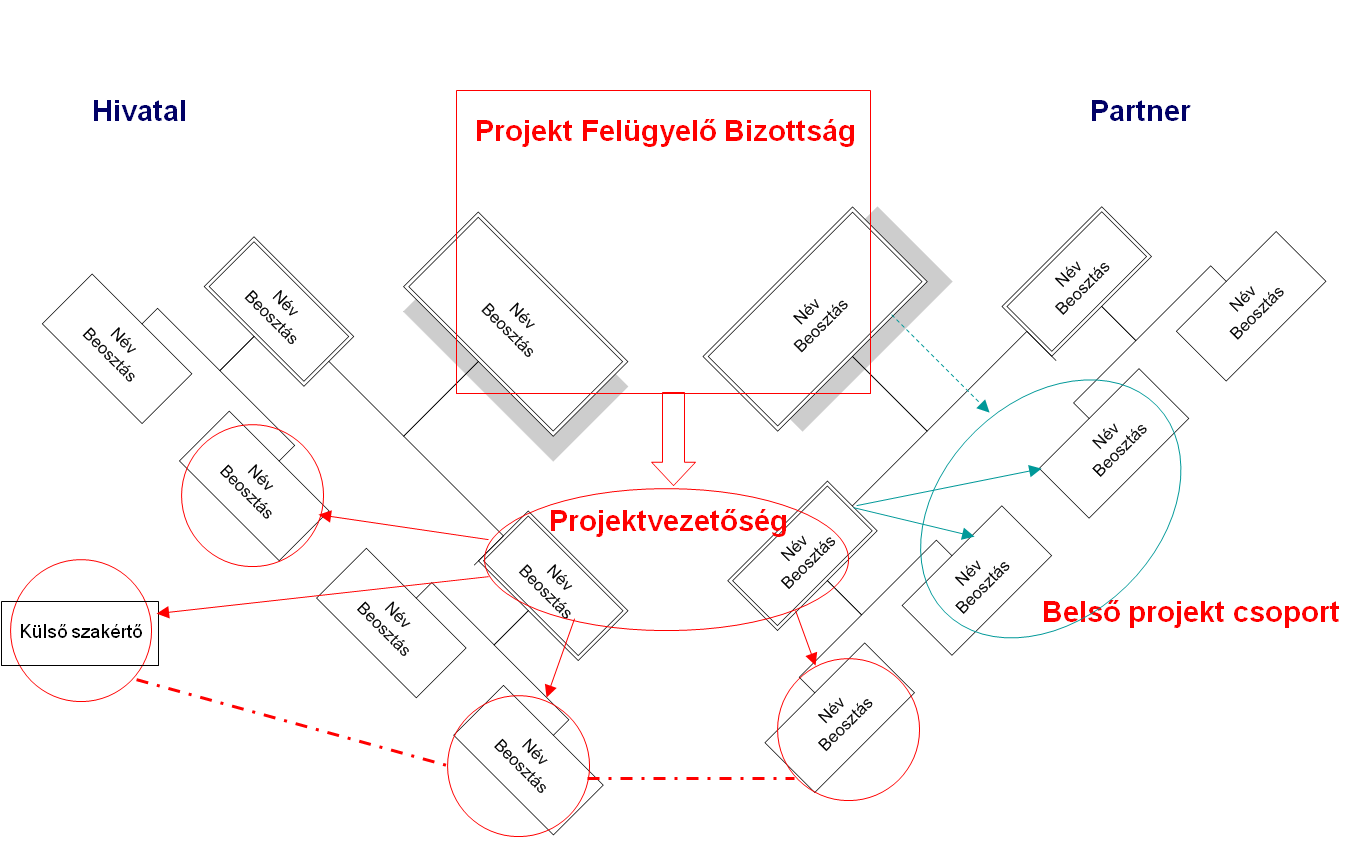 Hivatal
Projekt Felügyelő Bizottság
Partner
Név
Beosztás
Név
Beosztás
Név
Beosztás
Név
Beosztás
Név
Beosztás
Név
Beosztás
Név
Beosztás
Név
Beosztás
Projektvezetőség
Név
Beosztás
Név
Beosztás
Név
Beosztás
Név
Beosztás
Belső projekt csoport
Külső szakértő
Név
Beosztás
Név
Beosztás